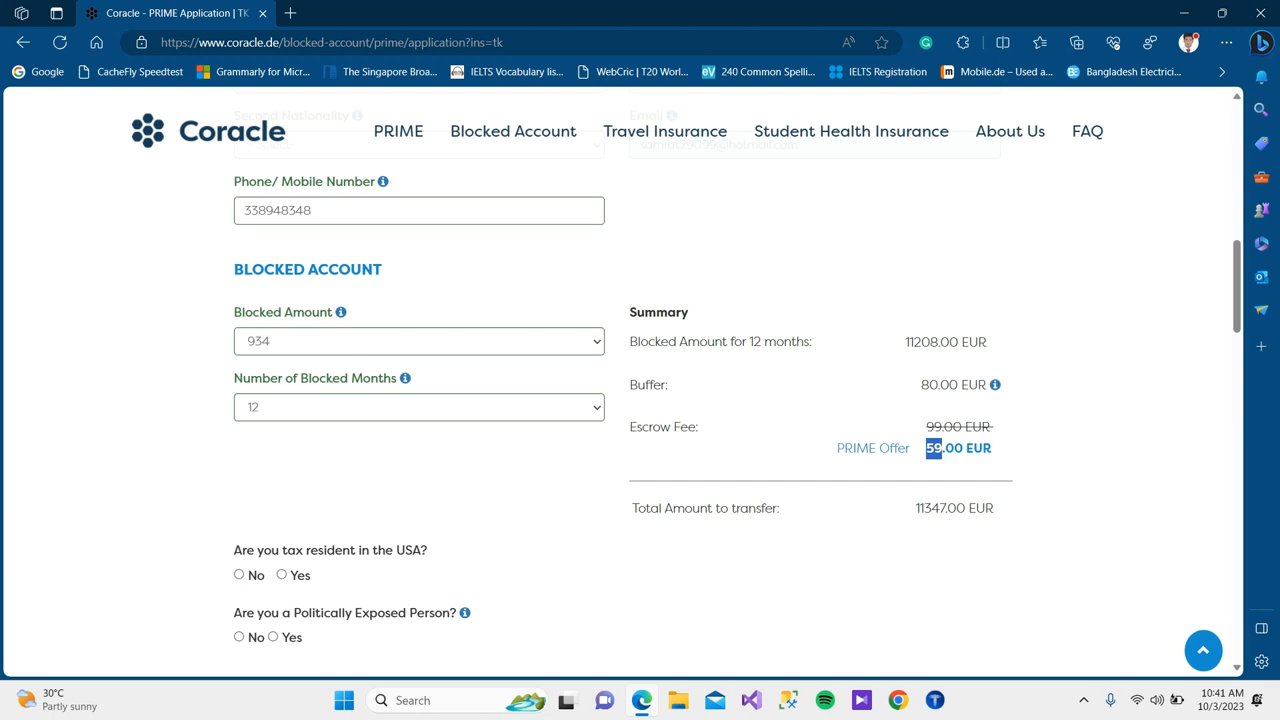 Coracle - PRIME Application | TK
https://www.coracle.de/blocked-account/prime/application?ins=tk
Google
CacheFly Speedtest
Grammarly for Micr...
The Singapore Broa...
IELTS Vocabulary lis...
WebCric | T20 Worl...
240 Common Spelli...
IELTS Registration
Mobile.de – Used a...
Bangladesh Electrici...
Second Nationality
Email
Coracle
PRIME
Blocked Account
Travel Insurance
Student Health Insurance
About Us
FAQ
Phone/ Mobile Number
338948348
BLOCKED ACCOUNT
Blocked Amount
Summary
934
Blocked Amount for 12 months: 11208.00 EUR
Number of Blocked Months
Buffer: 80.00 EUR
12
Escrow Fee: 99.00 EUR
PRIME Offer 59.00 EUR
Total Amount to transfer: 11347.00 EUR
Are you tax resident in the USA?
No Yes
Are you a Politically Exposed Person?
No Yes
30°C
Partly sunny
Search
10:41 AM
10/3/2023